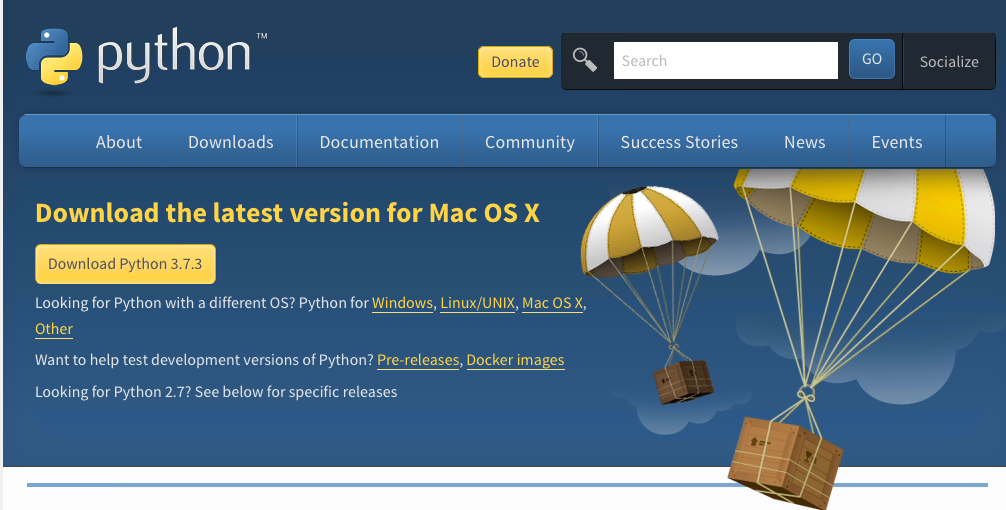 python™
Donate
Search
GO
Socialize
About Downloads Documentation Community Success Stories News Events
Download the latest version for Mac OS X
Download Python 3.7.3
Looking for Python with a different OS? Python for Windows, Linux/UNIX, Mac OS X,
Other
Want to help test development versions of Python? Pre-releases, Docker images
Looking for Python 2.7? See below for specific releases